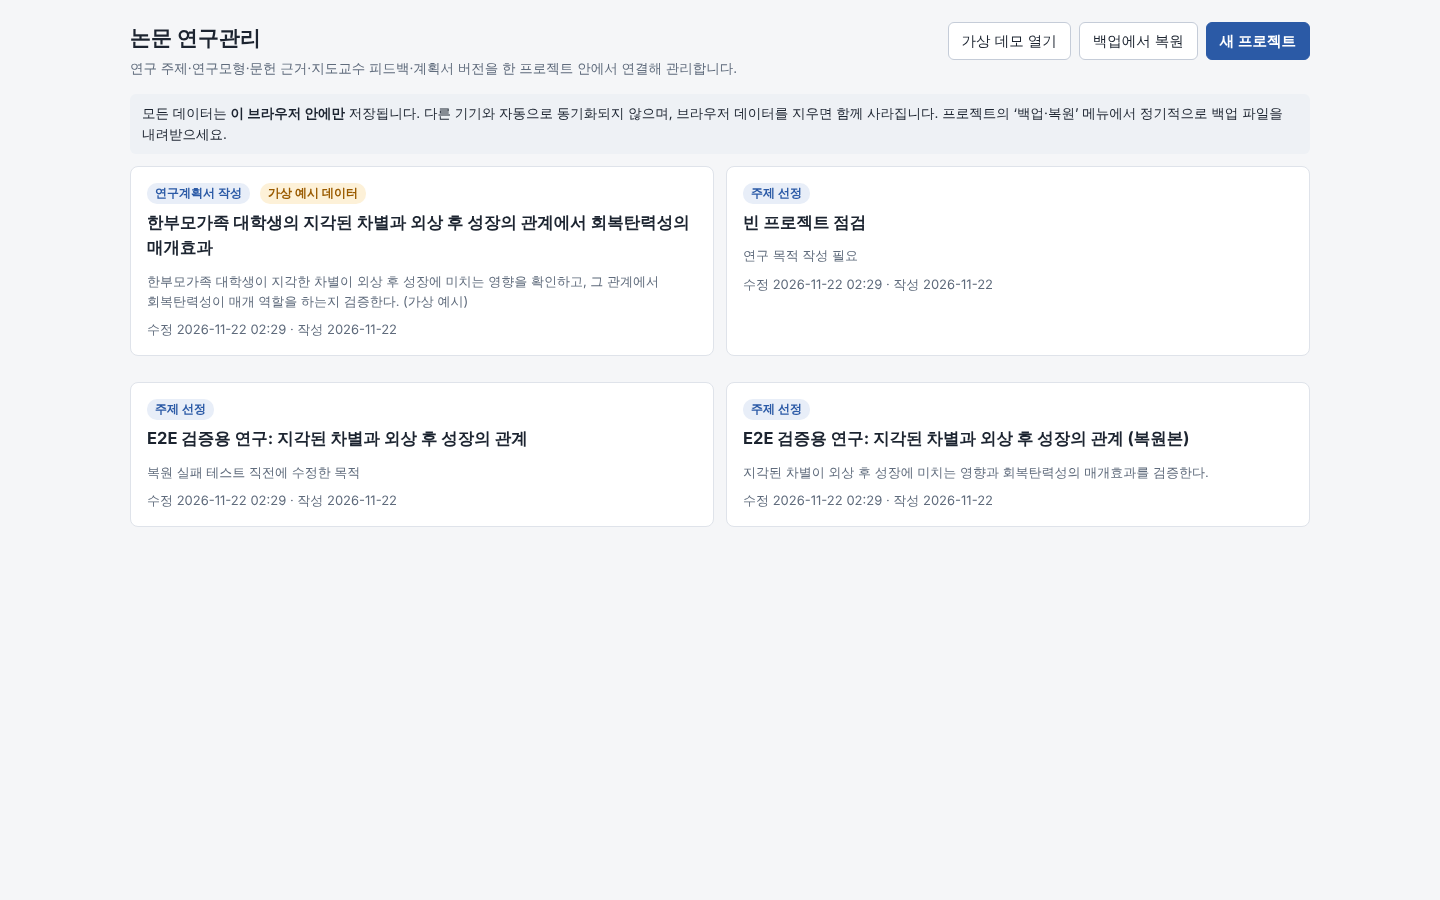 논문 연구관리
가상 데모 열기
백업에서 복원
새 프로젝트
연구 주제·연구모형·문헌 근거·지도교수 피드백·계획서 버전을 한 프로젝트 안에서 연결해 관리합니다.
모든 데이터는 이 브라우저 안에만 저장됩니다. 다른 기기와 자동으로 동기화되지 않으며, 브라우저 데이터를 지우면 함께 사라집니다. 프로젝트의 ‘백업·복원’ 메뉴에서 정기적으로 백업 파일을
내려받으세요.
연구계획서 작성
가상 예시 데이터
한부모가족 대학생의 지각된 차별과 외상 후 성장의 관계에서 회복탄력성의
매개효과
한부모가족 대학생이 지각한 차별이 외상 후 성장에 미치는 영향을 확인하고, 그 관계에서
회복탄력성이 매개 역할을 하는지 검증한다. (가상 예시)
수정 2026-11-22 02:29 · 작성 2026-11-22
주제 선정
빈 프로젝트 점검
연구 목적 작성 필요
수정 2026-11-22 02:29 · 작성 2026-11-22
주제 선정
E2E 검증용 연구: 지각된 차별과 외상 후 성장의 관계
복원 실패 테스트 직전에 수정한 목적
수정 2026-11-22 02:29 · 작성 2026-11-22
주제 선정
E2E 검증용 연구: 지각된 차별과 외상 후 성장의 관계 (복원본)
지각된 차별이 외상 후 성장에 미치는 영향과 회복탄력성의 매개효과를 검증한다.
수정 2026-11-22 02:29 · 작성 2026-11-22